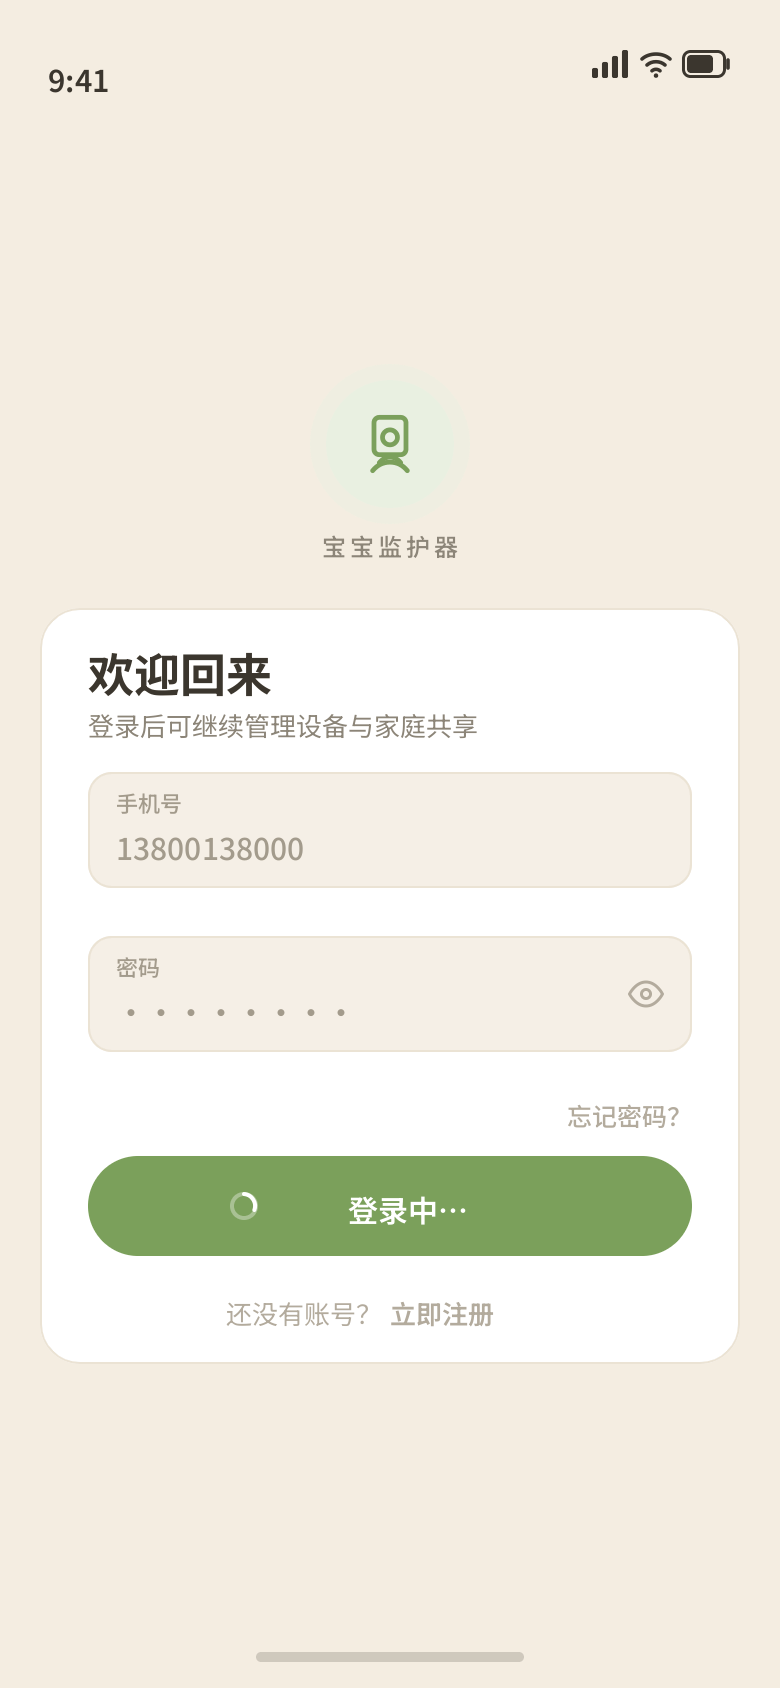 9:41
宝宝监护器
欢迎回来
登录后可继续管理设备与家庭共享
手机号
13800138000
密码
••••••••
忘记密码？
登录中…
还没有账号？ 立即注册